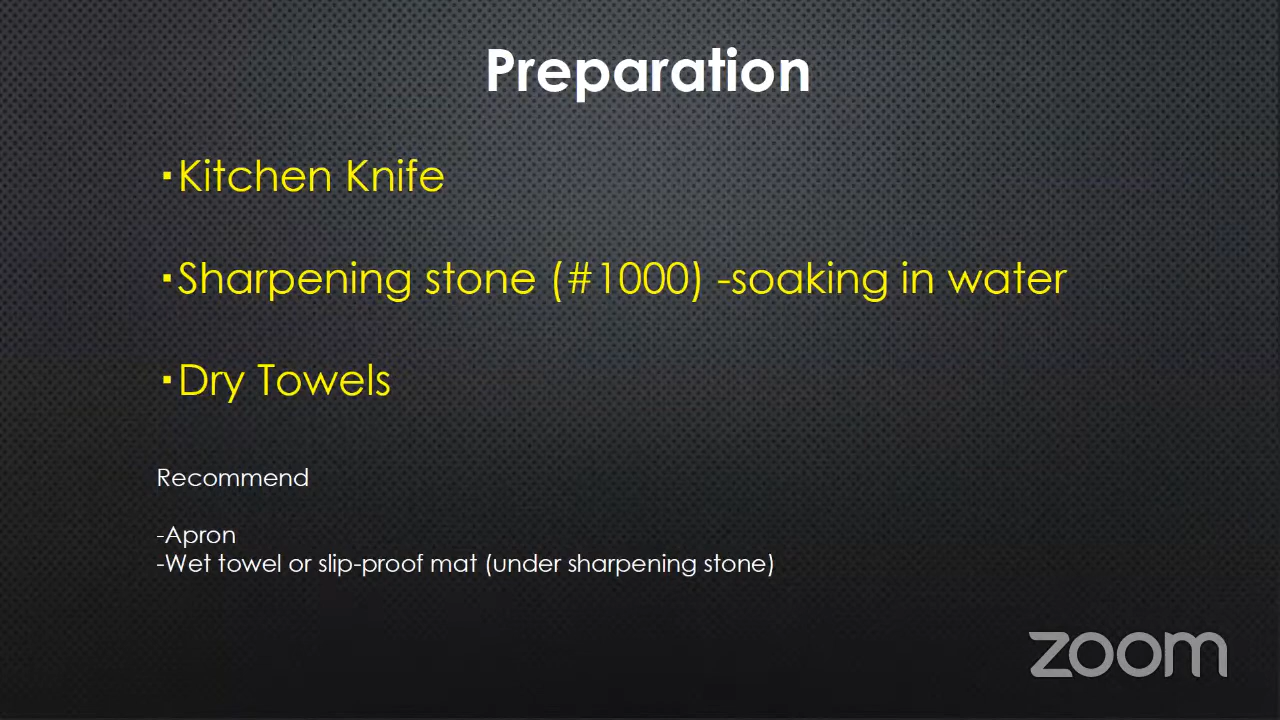 Preparation
・Kitchen Knife
・Sharpening stone (#1000) -soaking in water
・Dry Towels
Recommend
-Apron
-Wet towel or slip-proof mat (under sharpening stone)
zoom